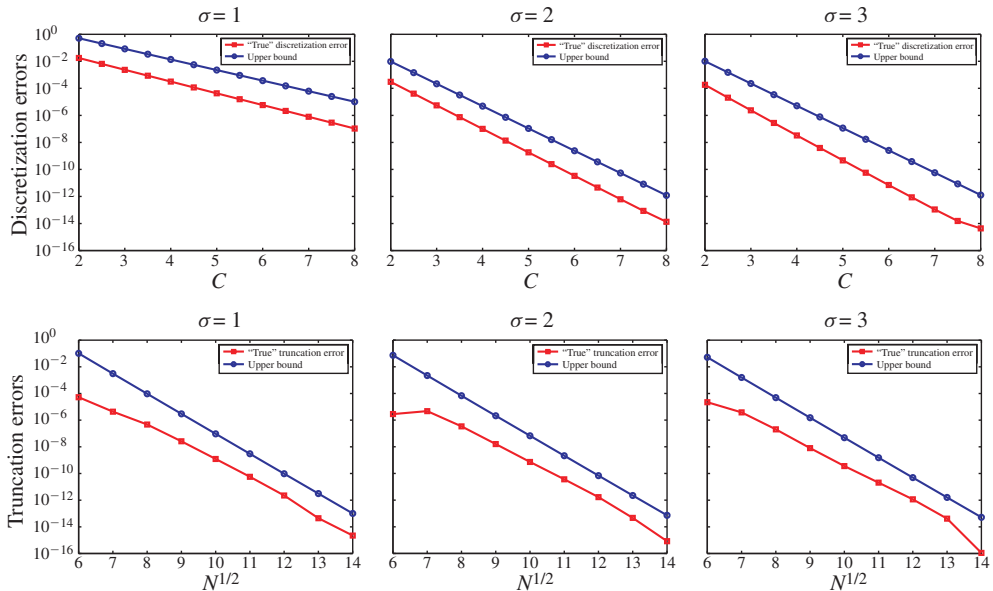 σ = 1
σ = 2
σ = 3
Discretization errors
10^0
10^−2
10^−4
10^−6
10^−8
10^−10
10^−12
10^−14
10^−16
“True” discretization error
Upper bound
“True” discretization error
Upper bound
“True” discretization error
Upper bound
2 3 4 5 6 7 8
2 3 4 5 6 7 8
2 3 4 5 6 7 8
C
C
C
σ = 1
σ = 2
σ = 3
Truncation errors
10^0
10^−2
10^−4
10^−6
10^−8
10^−10
10^−12
10^−14
10^−16
“True” truncation error
Upper bound
“True” truncation error
Upper bound
“True” truncation error
Upper bound
6 7 8 9 10 11 12 13 14
6 7 8 9 10 11 12 13 14
6 7 8 9 10 11 12 13 14
N^1/2
N^1/2
N^1/2